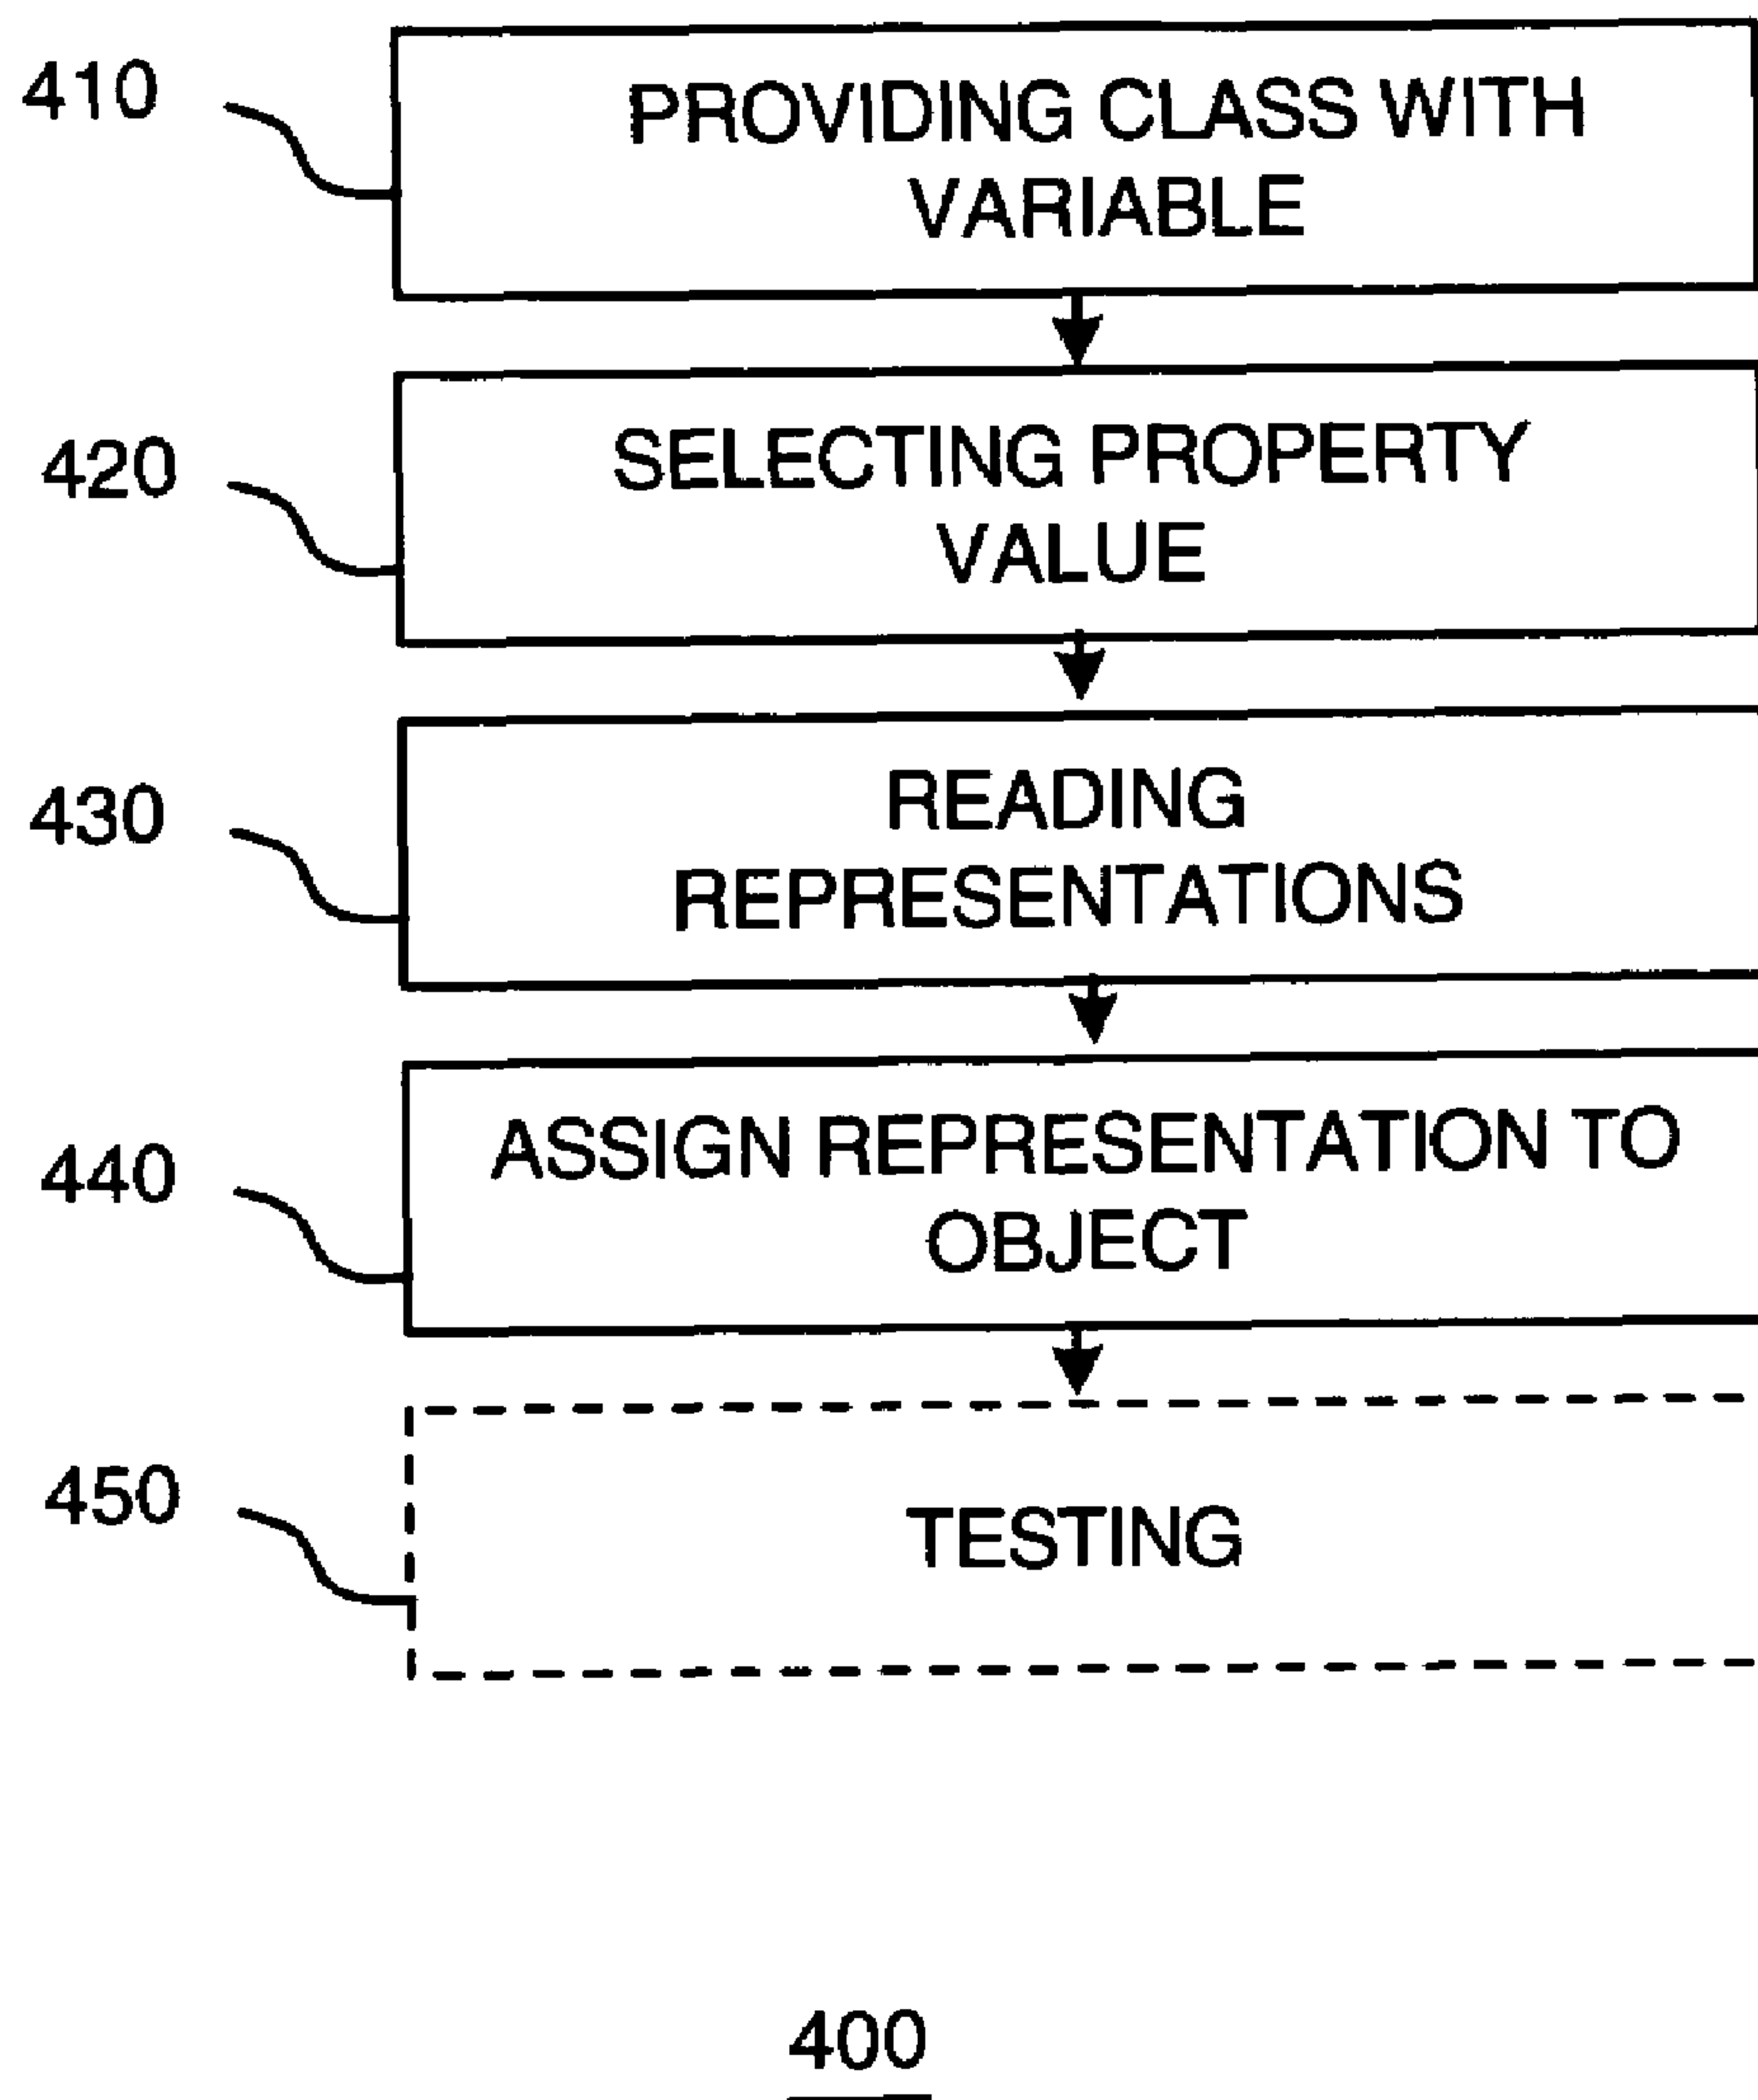 410
PROVIDING CLASS WITH
VARIABLE
420
SELECTING PROPERTY
VALUE
430
READING
REPRESENTATIONS
440
ASSIGN REPRESENTATION TO
OBJECT
450
TESTING
400